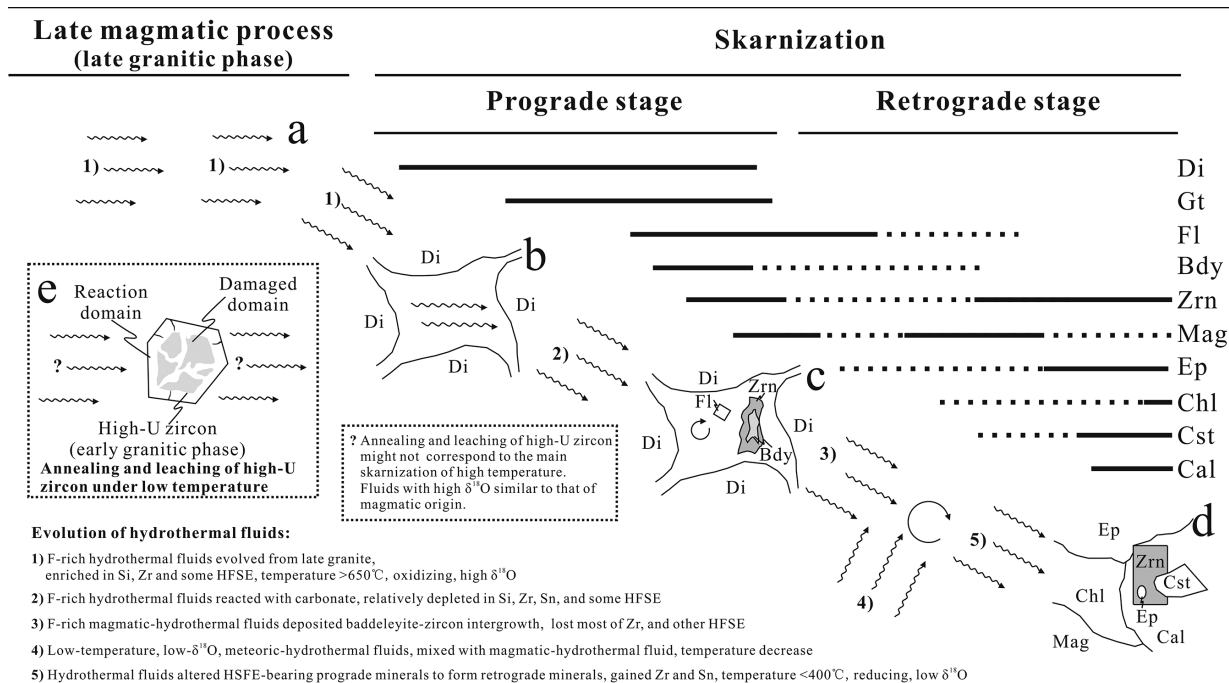 Late magmatic process
(late granitic phase)
Skarnization
Prograde stage
Retrograde stage
a
1)
1)
1)
Di
Gt
Fl
Bdy
Zrn
Mag
Ep
Chl
Cst
Cal
b
Di
Di
Di
Di
2)
e
Reaction
domain
Damaged
domain
?
?
High-U zircon
(early granitic phase)
Annealing and leaching of high-U
zircon under low temperature
? Annealing and leaching of high-U zircon
might not correspond to the main
skarnization of high temperature.
Fluids with high δ¹⁸O similar to that of
magmatic origin.
c
Di
Zrn
Fl
Di
Di
Bdy
Di
3)
4)
5)
d
Ep
Zrn
Cst
Chl
Ep
Mag
Cal
Evolution of hydrothermal fluids:
1) F-rich hydrothermal fluids evolved from late granite,
enriched in Si, Zr and some HFSE, temperature >650℃, oxidizing, high δ¹⁸O
2) F-rich hydrothermal fluids reacted with carbonate, relatively depleted in Si, Zr, Sn, and some HFSE
3) F-rich magmatic-hydrothermal fluids deposited baddeleyite-zircon intergrowth, lost most of Zr, and other HFSE
4) Low-temperature, low-δ¹⁸O, meteoric-hydrothermal fluids, mixed with magmatic-hydrothermal fluid, temperature decrease
5) Hydrothermal fluids altered HSFE-bearing prograde minerals to form retrograde minerals, gained Zr and Sn, temperature <400℃, reducing, low δ¹⁸O